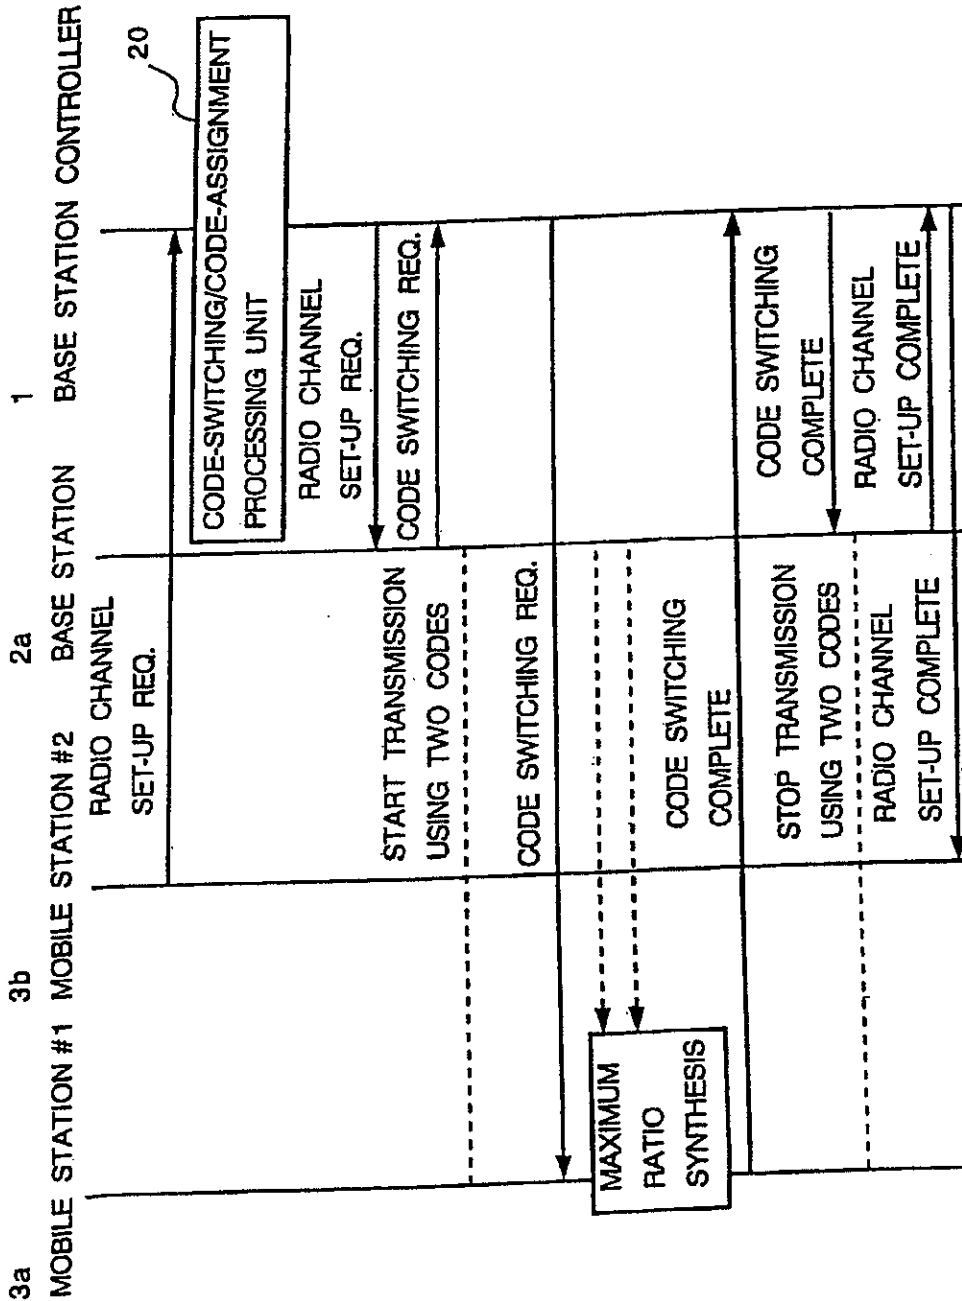 3a
MOBILE STATION #1
3b
MOBILE STATION #2
2a
BASE STATION
1
BASE STATION CONTROLLER
RADIO CHANNEL
SET-UP REQ.
20
CODE-SWITCHING/CODE-ASSIGNMENT
PROCESSING UNIT
RADIO CHANNEL
SET-UP REQ.
CODE SWITCHING REQ.
START TRANSMISSION
USING TWO CODES
CODE SWITCHING REQ.
MAXIMUM
RATIO
SYNTHESIS
CODE SWITCHING
COMPLETE
CODE SWITCHING
COMPLETE
STOP TRANSMISSION
USING TWO CODES
RADIO CHANNEL
SET-UP COMPLETE
RADIO CHANNEL
SET-UP COMPLETE